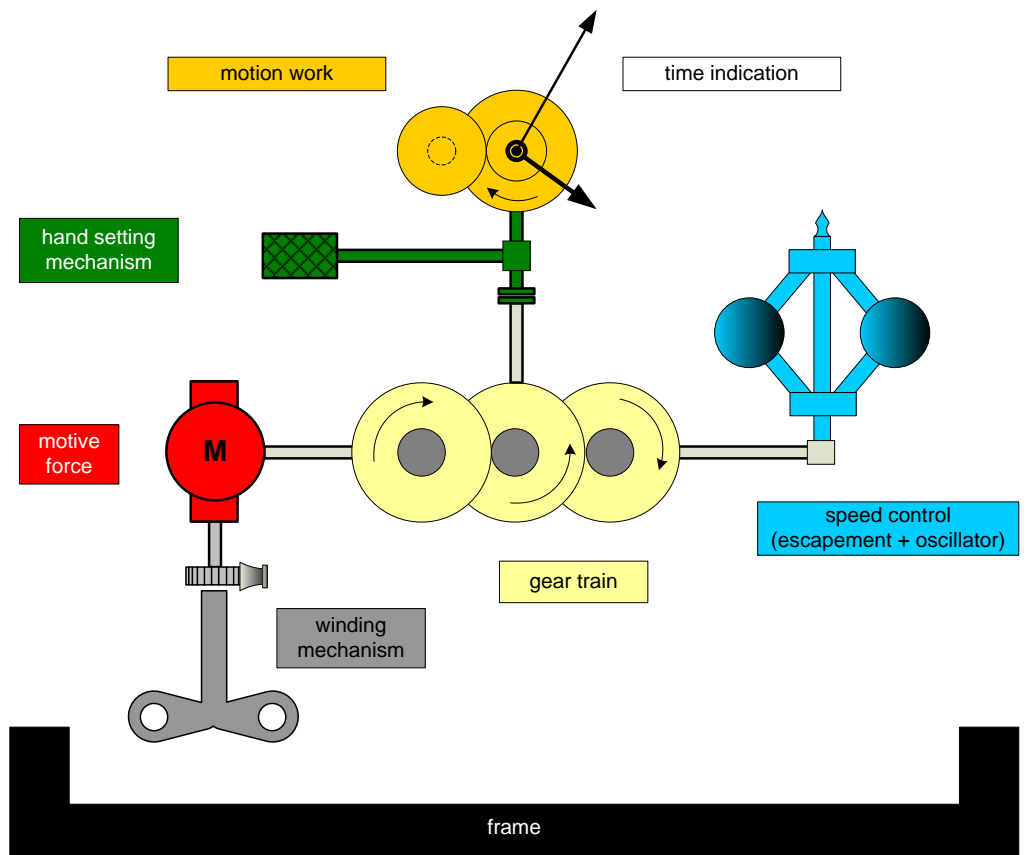 motion work
time indication
hand setting
mechanism
motive
force
M
speed control
(escapement + oscillator)
gear train
winding
mechanism
frame